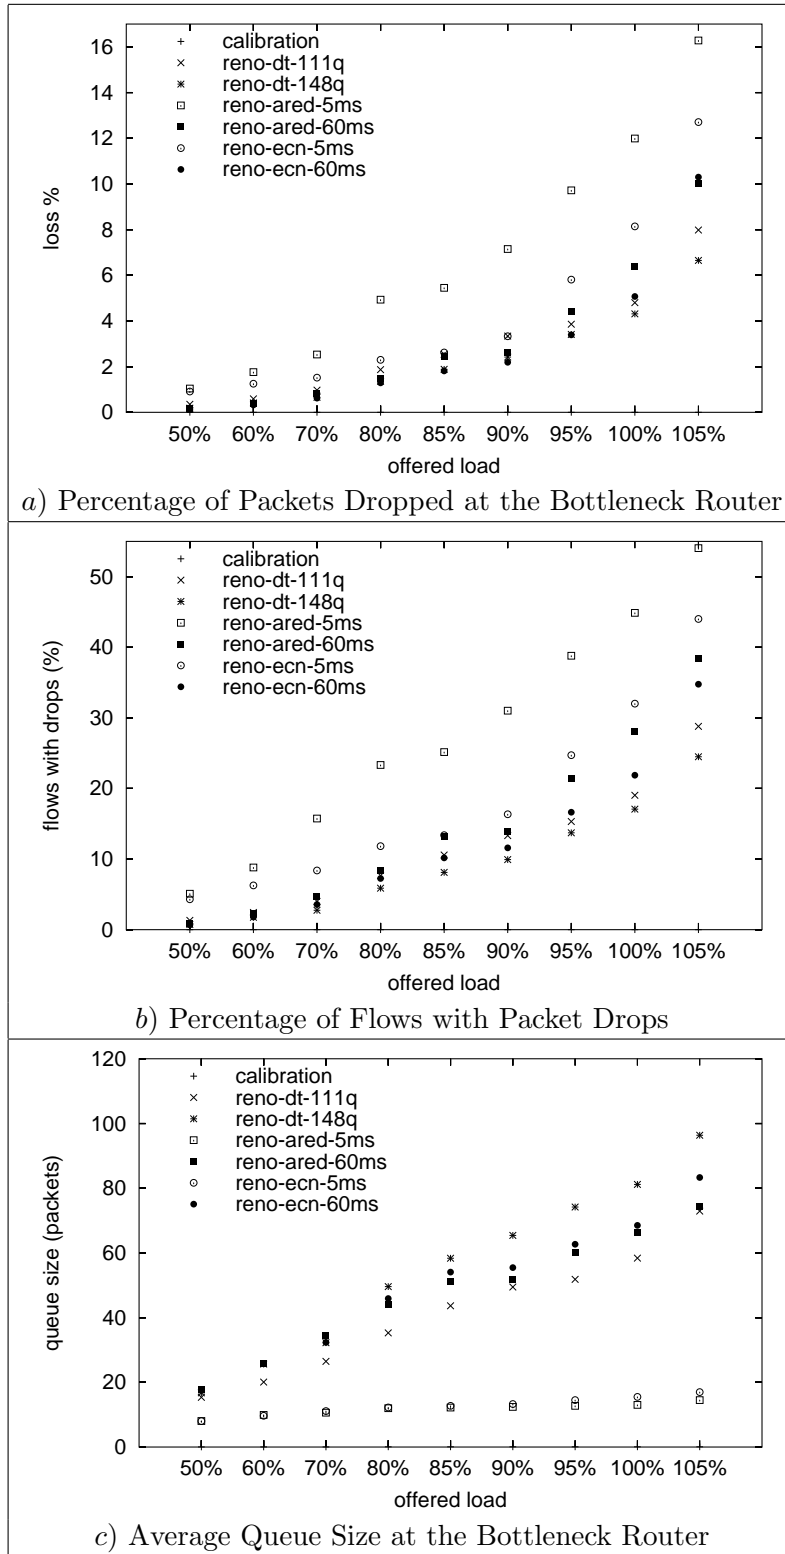 16
14
12
10
8
6
4
2
0
loss %
calibration
reno-dt-111q
reno-dt-148q
reno-ared-5ms
reno-ared-60ms
reno-ecn-5ms
reno-ecn-60ms
50% 60% 70% 80% 85% 90% 95% 100% 105%
offered load
a) Percentage of Packets Dropped at the Bottleneck Router
50
40
30
20
10
0
flows with drops (%)
calibration
reno-dt-111q
reno-dt-148q
reno-ared-5ms
reno-ared-60ms
reno-ecn-5ms
reno-ecn-60ms
50% 60% 70% 80% 85% 90% 95% 100% 105%
offered load
b) Percentage of Flows with Packet Drops
120
100
80
60
40
20
0
queue size (packets)
calibration
reno-dt-111q
reno-dt-148q
reno-ared-5ms
reno-ared-60ms
reno-ecn-5ms
reno-ecn-60ms
50% 60% 70% 80% 85% 90% 95% 100% 105%
offered load
c) Average Queue Size at the Bottleneck Router